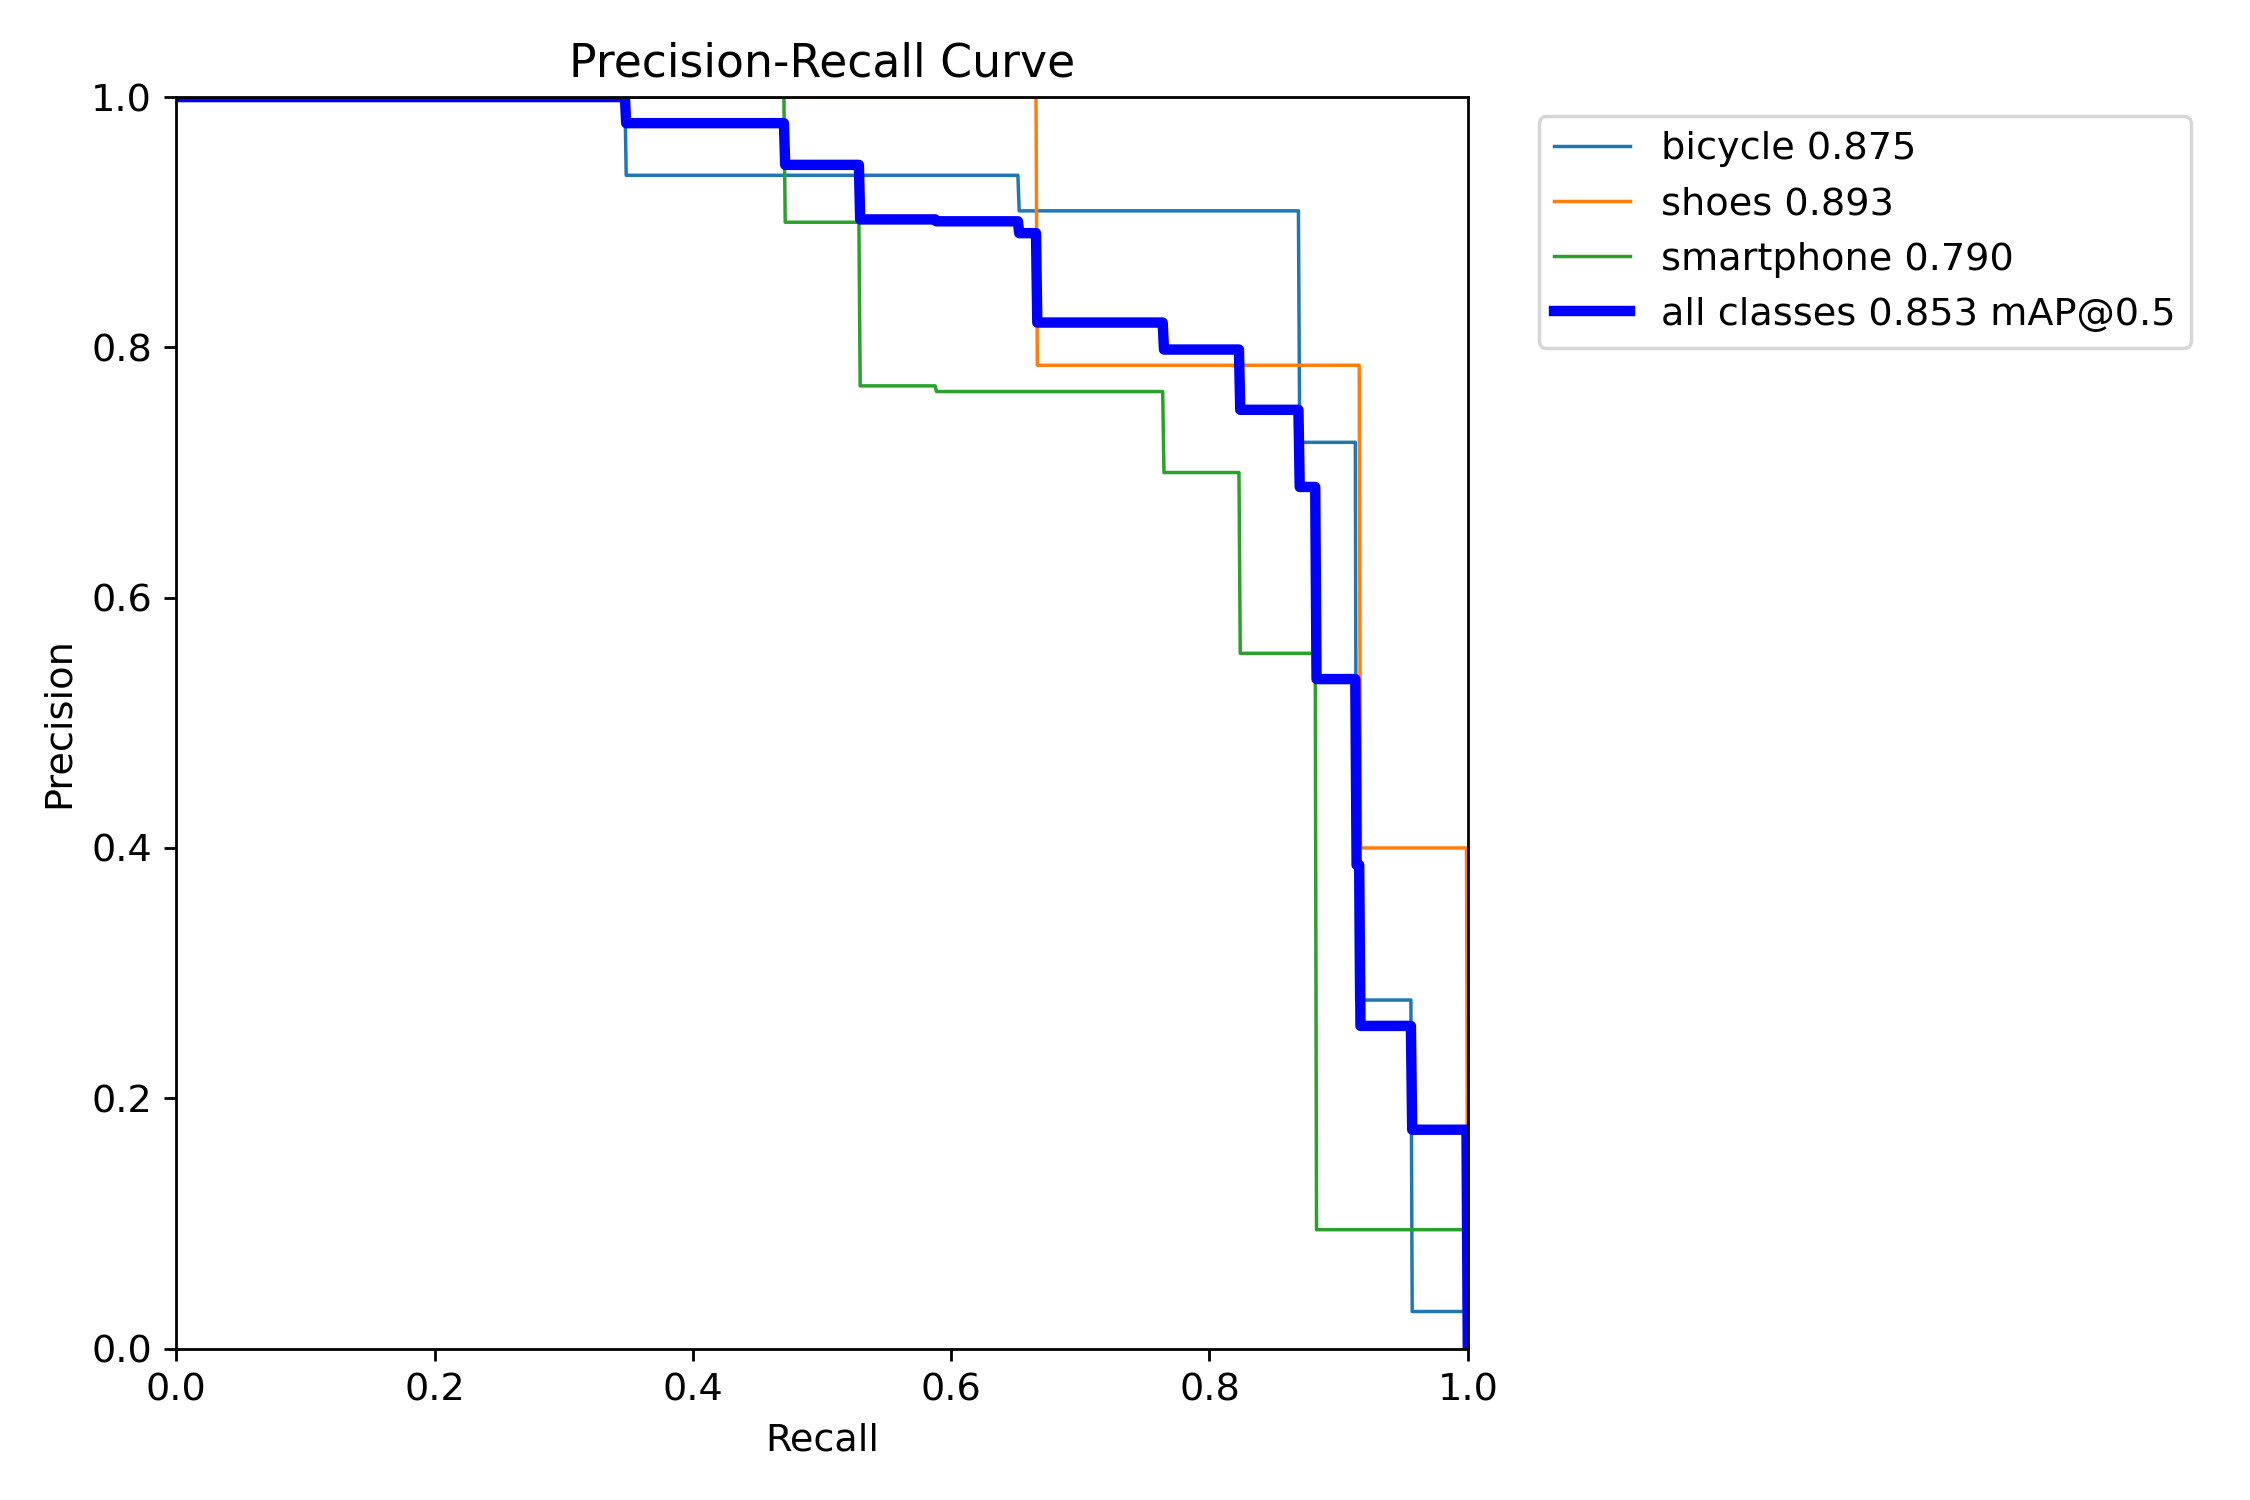 Precision-Recall Curve
1.0
0.8
0.6
0.4
0.2
0.0
Precision
0.0 0.2 0.4 0.6 0.8 1.0
Recall
bicycle 0.875
shoes 0.893
smartphone 0.790
all classes 0.853 mAP@0.5